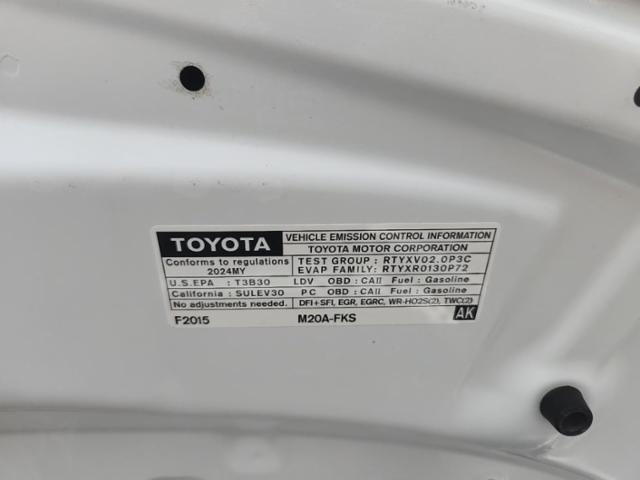 TOYOTA
VEHICLE EMISSION CONTROL INFORMATION
TOYOTA MOTOR CORPORATION
Conforms to regulations
2024MY
TEST GROUP : RTYXV02.0P3C
EVAP FAMILY: RTYXR0130P72
U.S.EPA : T3B30 LDV OBD : CAII Fuel : Gasoline
California : SULEV30 PC OBD : CAII Fuel : Gasoline
No adjustments needed. DFI+SFI, EGR, EGRC, WR-HO2S(2), TWC(2)
F2015 M20A-FKS AK